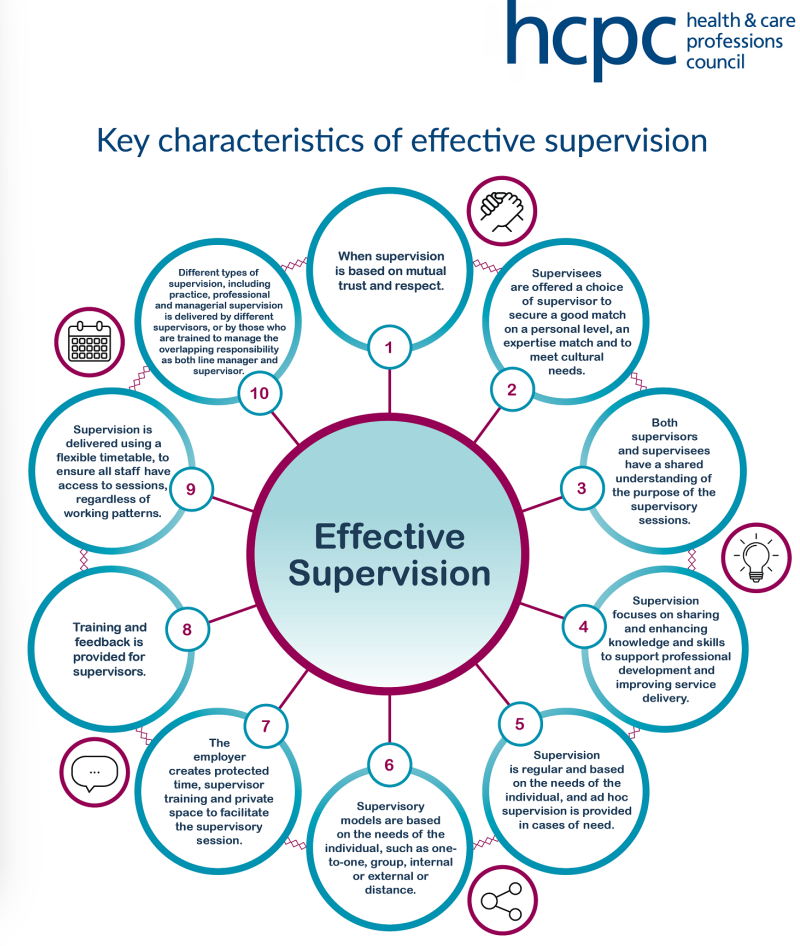 hcpc health & care
professions
council
Key characteristics of effective supervision
Effective
Supervision
When supervision
is based on mutual
trust and respect.
1
Supervisees
are offered a choice
of supervisor to
secure a good match
on a personal level, an
expertise match and to
meet cultural
needs.
2
Both
supervisors
and supervisees
have a shared
understanding of
the purpose of the
supervisory
sessions.
3
Supervision
focuses on sharing
and enhancing
knowledge and skills
to support professional
development and
improving service
delivery.
4
Supervision
is regular and based
on the needs of the
individual, and ad hoc
supervision is provided
in cases of need.
5
Supervisory
models are based
on the needs of the
individual, such as one-
to-one, group, internal
or external or
distance.
6
The
employer
creates protected
time, supervisor
training and private
space to facilitate
the supervisory
session.
7
Training and
feedback is
provided for
supervisors.
8
Supervision is
delivered using a
flexible timetable, to
ensure all staff have
access to sessions,
regardless of
working patterns.
9
Different types of
supervision, including
practice, professional
and managerial supervision
is delivered by different
supervisors, or by those who
are trained to manage the
overlapping responsibility
as both line manager and
supervisor.
10